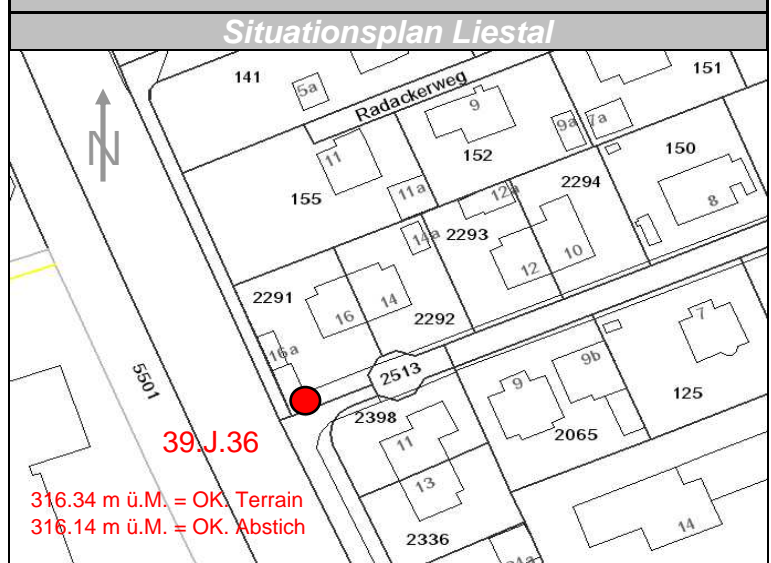 Situationsplan Liestal
141
5a
Radackerweg
9
151
9a
7a
N
11
152
150
155
11a
12a
2294
8
14a
2293
12
10
2291
16
14
2292
16a
5501
2513
7
9
9b
125
2398
11
2065
39.J.36
13
316.34 m ü.M. = OK. Terrain
316.14 m ü.M. = OK. Abstich
2336
14